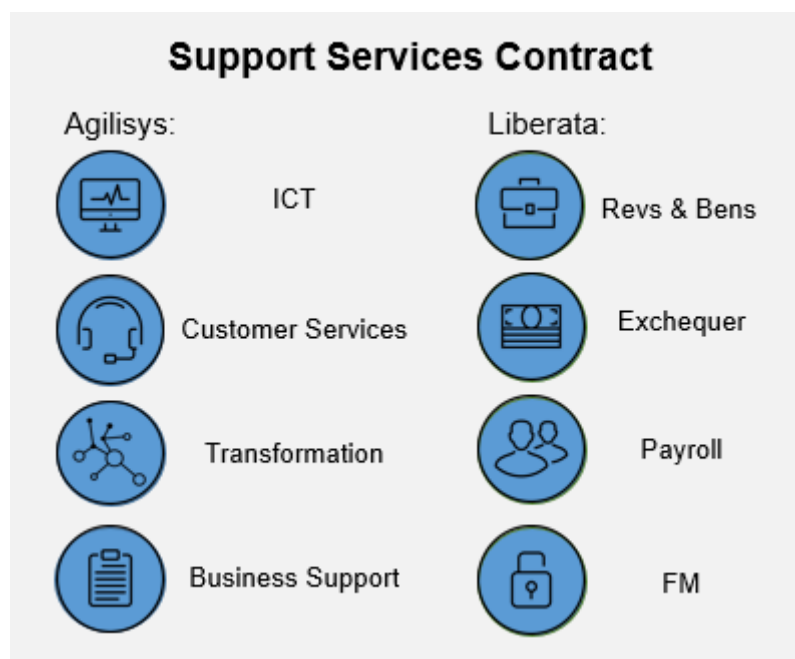 Support Services Contract
Agilisys:
ICT
Customer Services
Transformation
Business Support
Liberata:
Revs & Bens
Exchequer
Payroll
FM